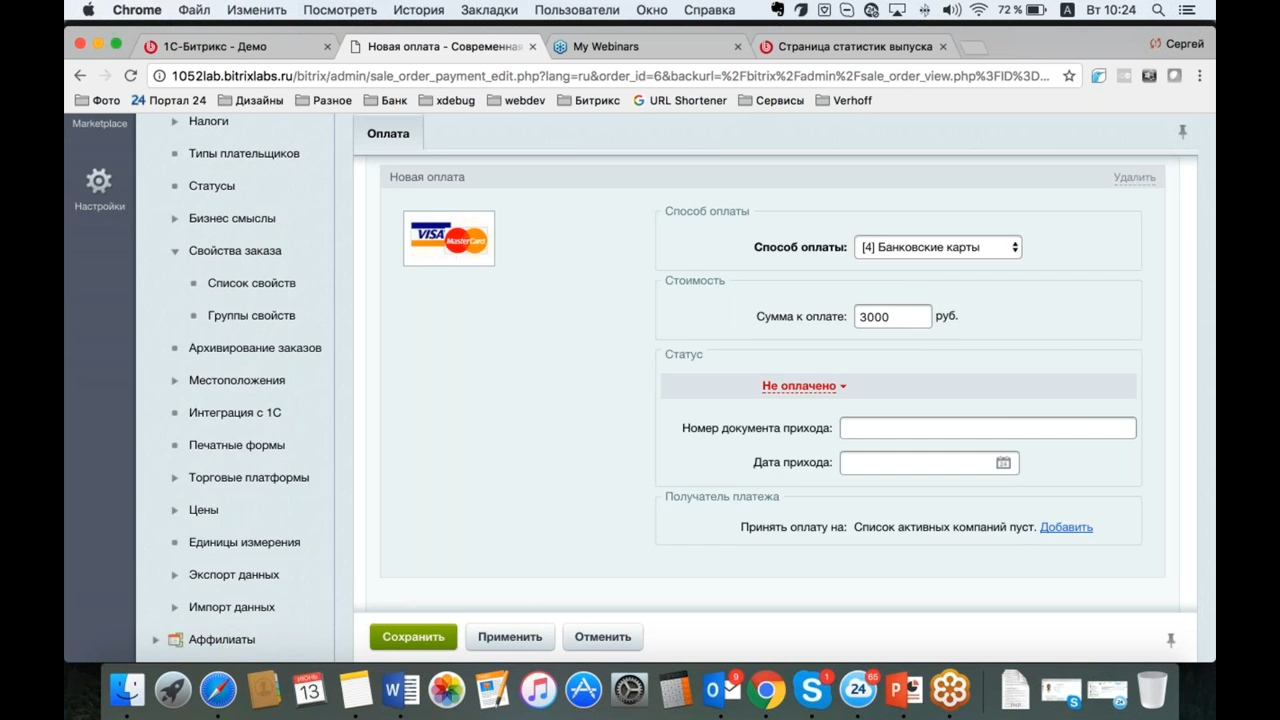 Chrome Файл Изменить Посмотреть История Закладки Пользователи Окно Справка 72 % A Вт 10:24
1С-Битрикс - Демо Новая оплата - Современная My Webinars Страница статистик выпуска Сергей
1052lab.bitrixlabs.ru/bitrix/admin/sale_order_payment_edit.php?lang=ru&order_id=6&backurl=%2Fbitrix%2Fadmin%2Fsale_order_view.php%3FID%3D...
Фото 24 Портал 24 Дизайны Разное Банк xdebug webdev Битрикс URL Shortener Сервисы Verhoff
Marketplace
Настройки
Налоги
Типы плательщиков
Статусы
Бизнес смыслы
Свойства заказа
Список свойств
Группы свойств
Архивирование заказов
Местоположения
Интеграция с 1С
Печатные формы
Торговые платформы
Цены
Единицы измерения
Экспорт данных
Импорт данных
Аффилиаты
Оплата
Новая оплата Удалить
VISA MasterCard
Способ оплаты
Способ оплаты: [4] Банковские карты
Стоимость
Сумма к оплате: 3000 руб.
Статус
Не оплачено
Номер документа прихода:
Дата прихода:
Получатель платежа
Принять оплату на: Список активных компаний пуст. Добавить
Сохранить Применить Отменить
ИЮНЬ
13 9 1 24 65